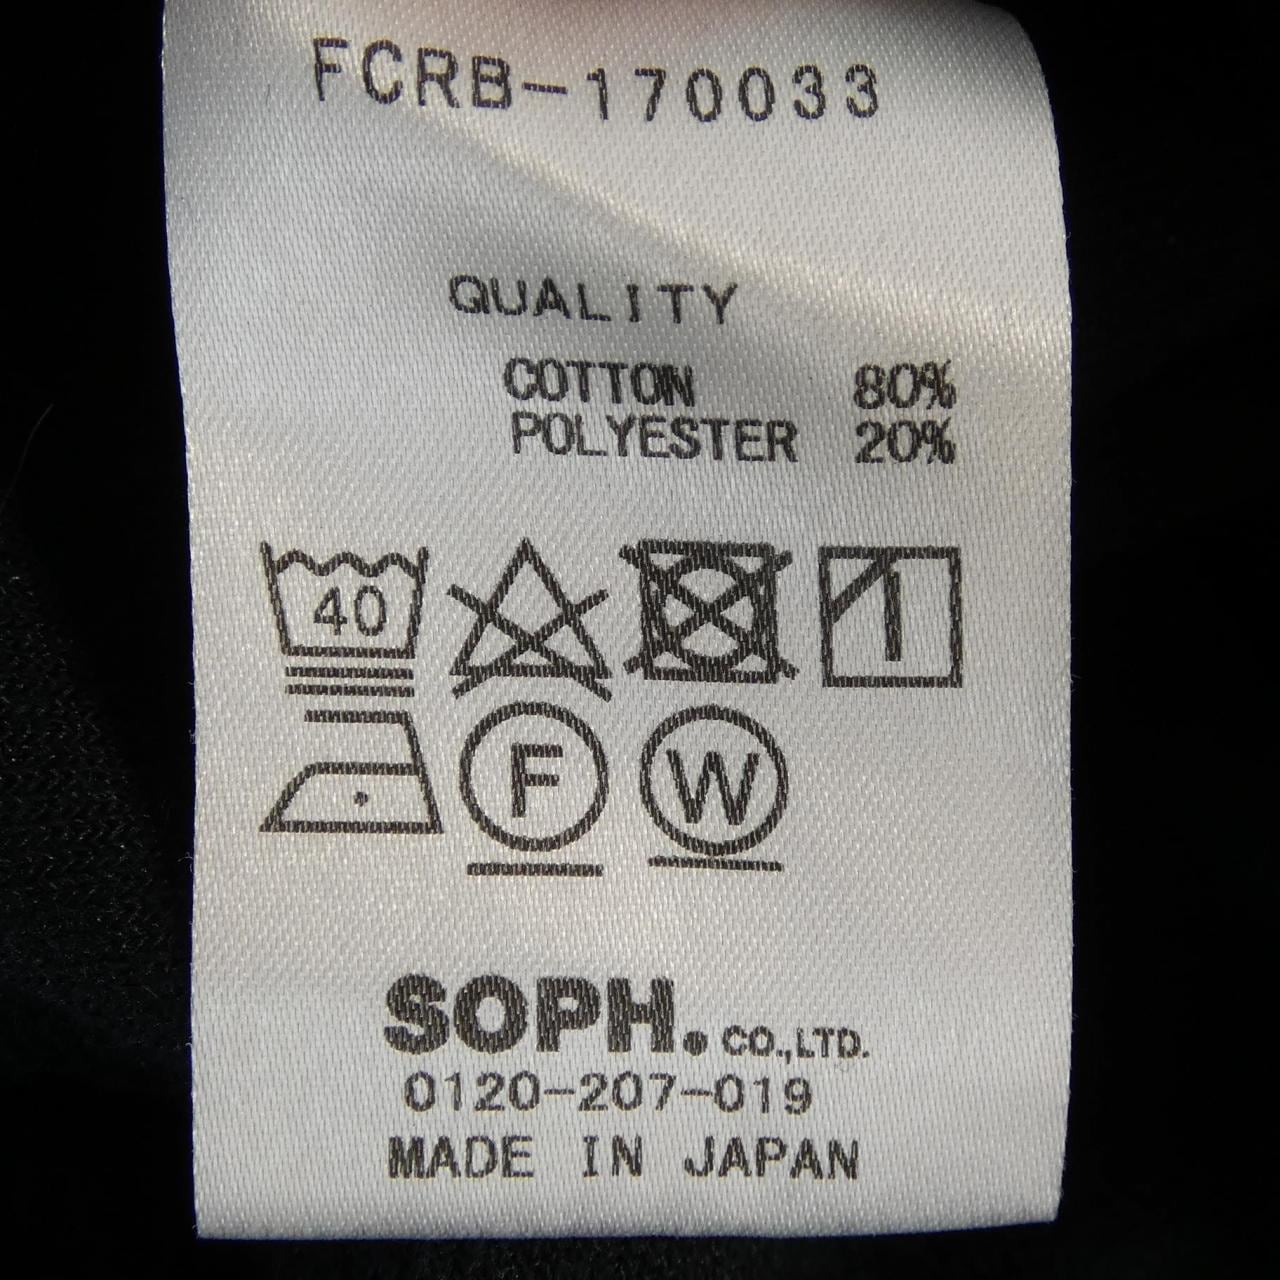 FCRB-170033
QUALITY
COTTON 80%
POLYESTER 20%
40
F W
SOPH. CO.,LTD.
0120-207-019
MADE IN JAPAN